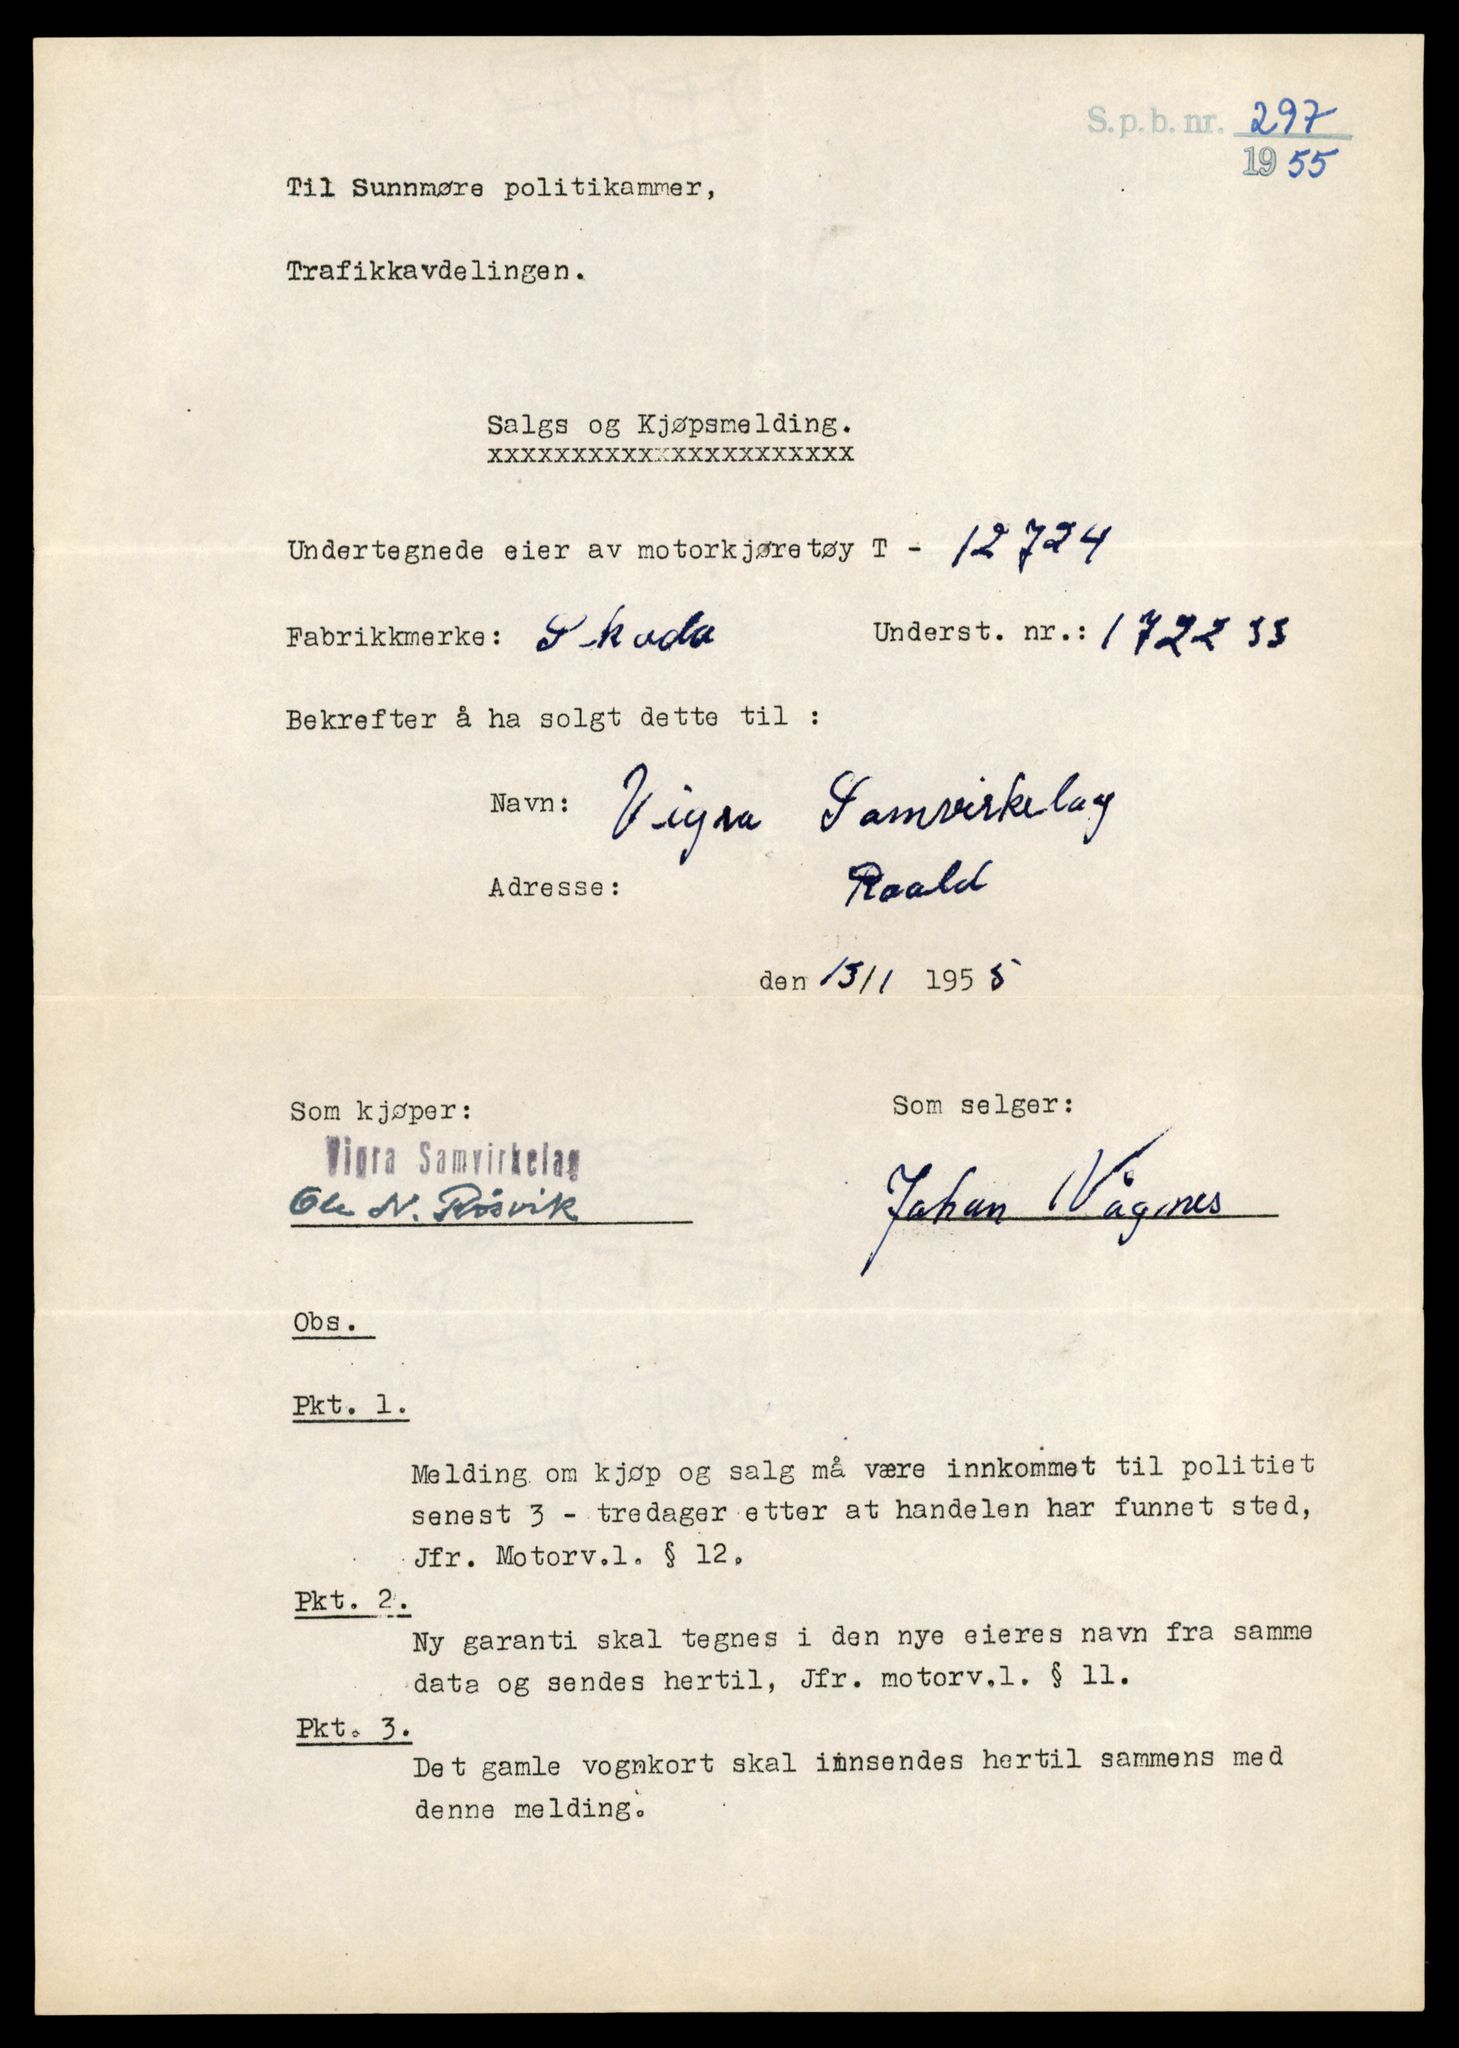 S.p.b. nr. 297
1955
Til Sunnmøre politikammer,
Trafikkavdelingen.
Salgs og Kjøpsmelding.
xxxxxxxxxxxxxxxxxxxxxx
Undertegnede eier av motorkjøretøy T - 12724
Fabrikkmerke: Skoda Underst. nr.: 172233
Bekrefter å ha solgt dette til :
Navn: Vigra Samvirkelag
Adresse: Roald
den 15/1 1955
Som kjøper: Som selger:
Vigra Samvirkelag
Ole N. Røsvik Johan Vågnes
Obs.
Pkt. 1.
Melding om kjøp og salg må være innkommet til politiet
senest 3 - tredager etter at handelen har funnet sted,
Jfr. Motorv.l. § 12.
Pkt. 2.
Ny garanti skal tegnes i den nye eieres navn fra samme
data og sendes hertil, Jfr. motorv.l. § 11.
Pkt. 3.
Det gamle vognkort skal innsendes hertil sammens med
denne melding.